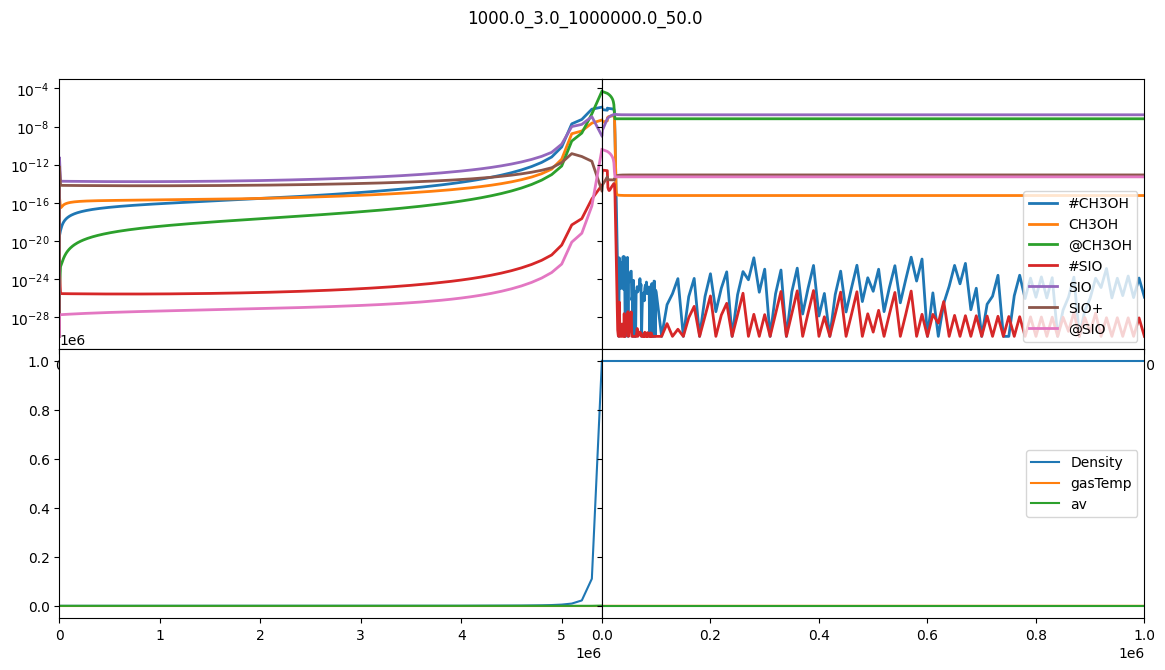 1000.0_3.0_1000000.0_50.0
10⁻⁴
10⁻⁸
10⁻¹²
10⁻¹⁶
10⁻²⁰
10⁻²⁴
10⁻²⁸
#CH3OH
CH3OH
@CH3OH
#SIO
SIO
SIO+
@SIO
1e6
0
0
1.0
0.8
0.6
0.4
0.2
0.0
Density
gasTemp
av
0 1 2 3 4 5 0.0 0.2 0.4 0.6 0.8 1.0
1e6 1e6